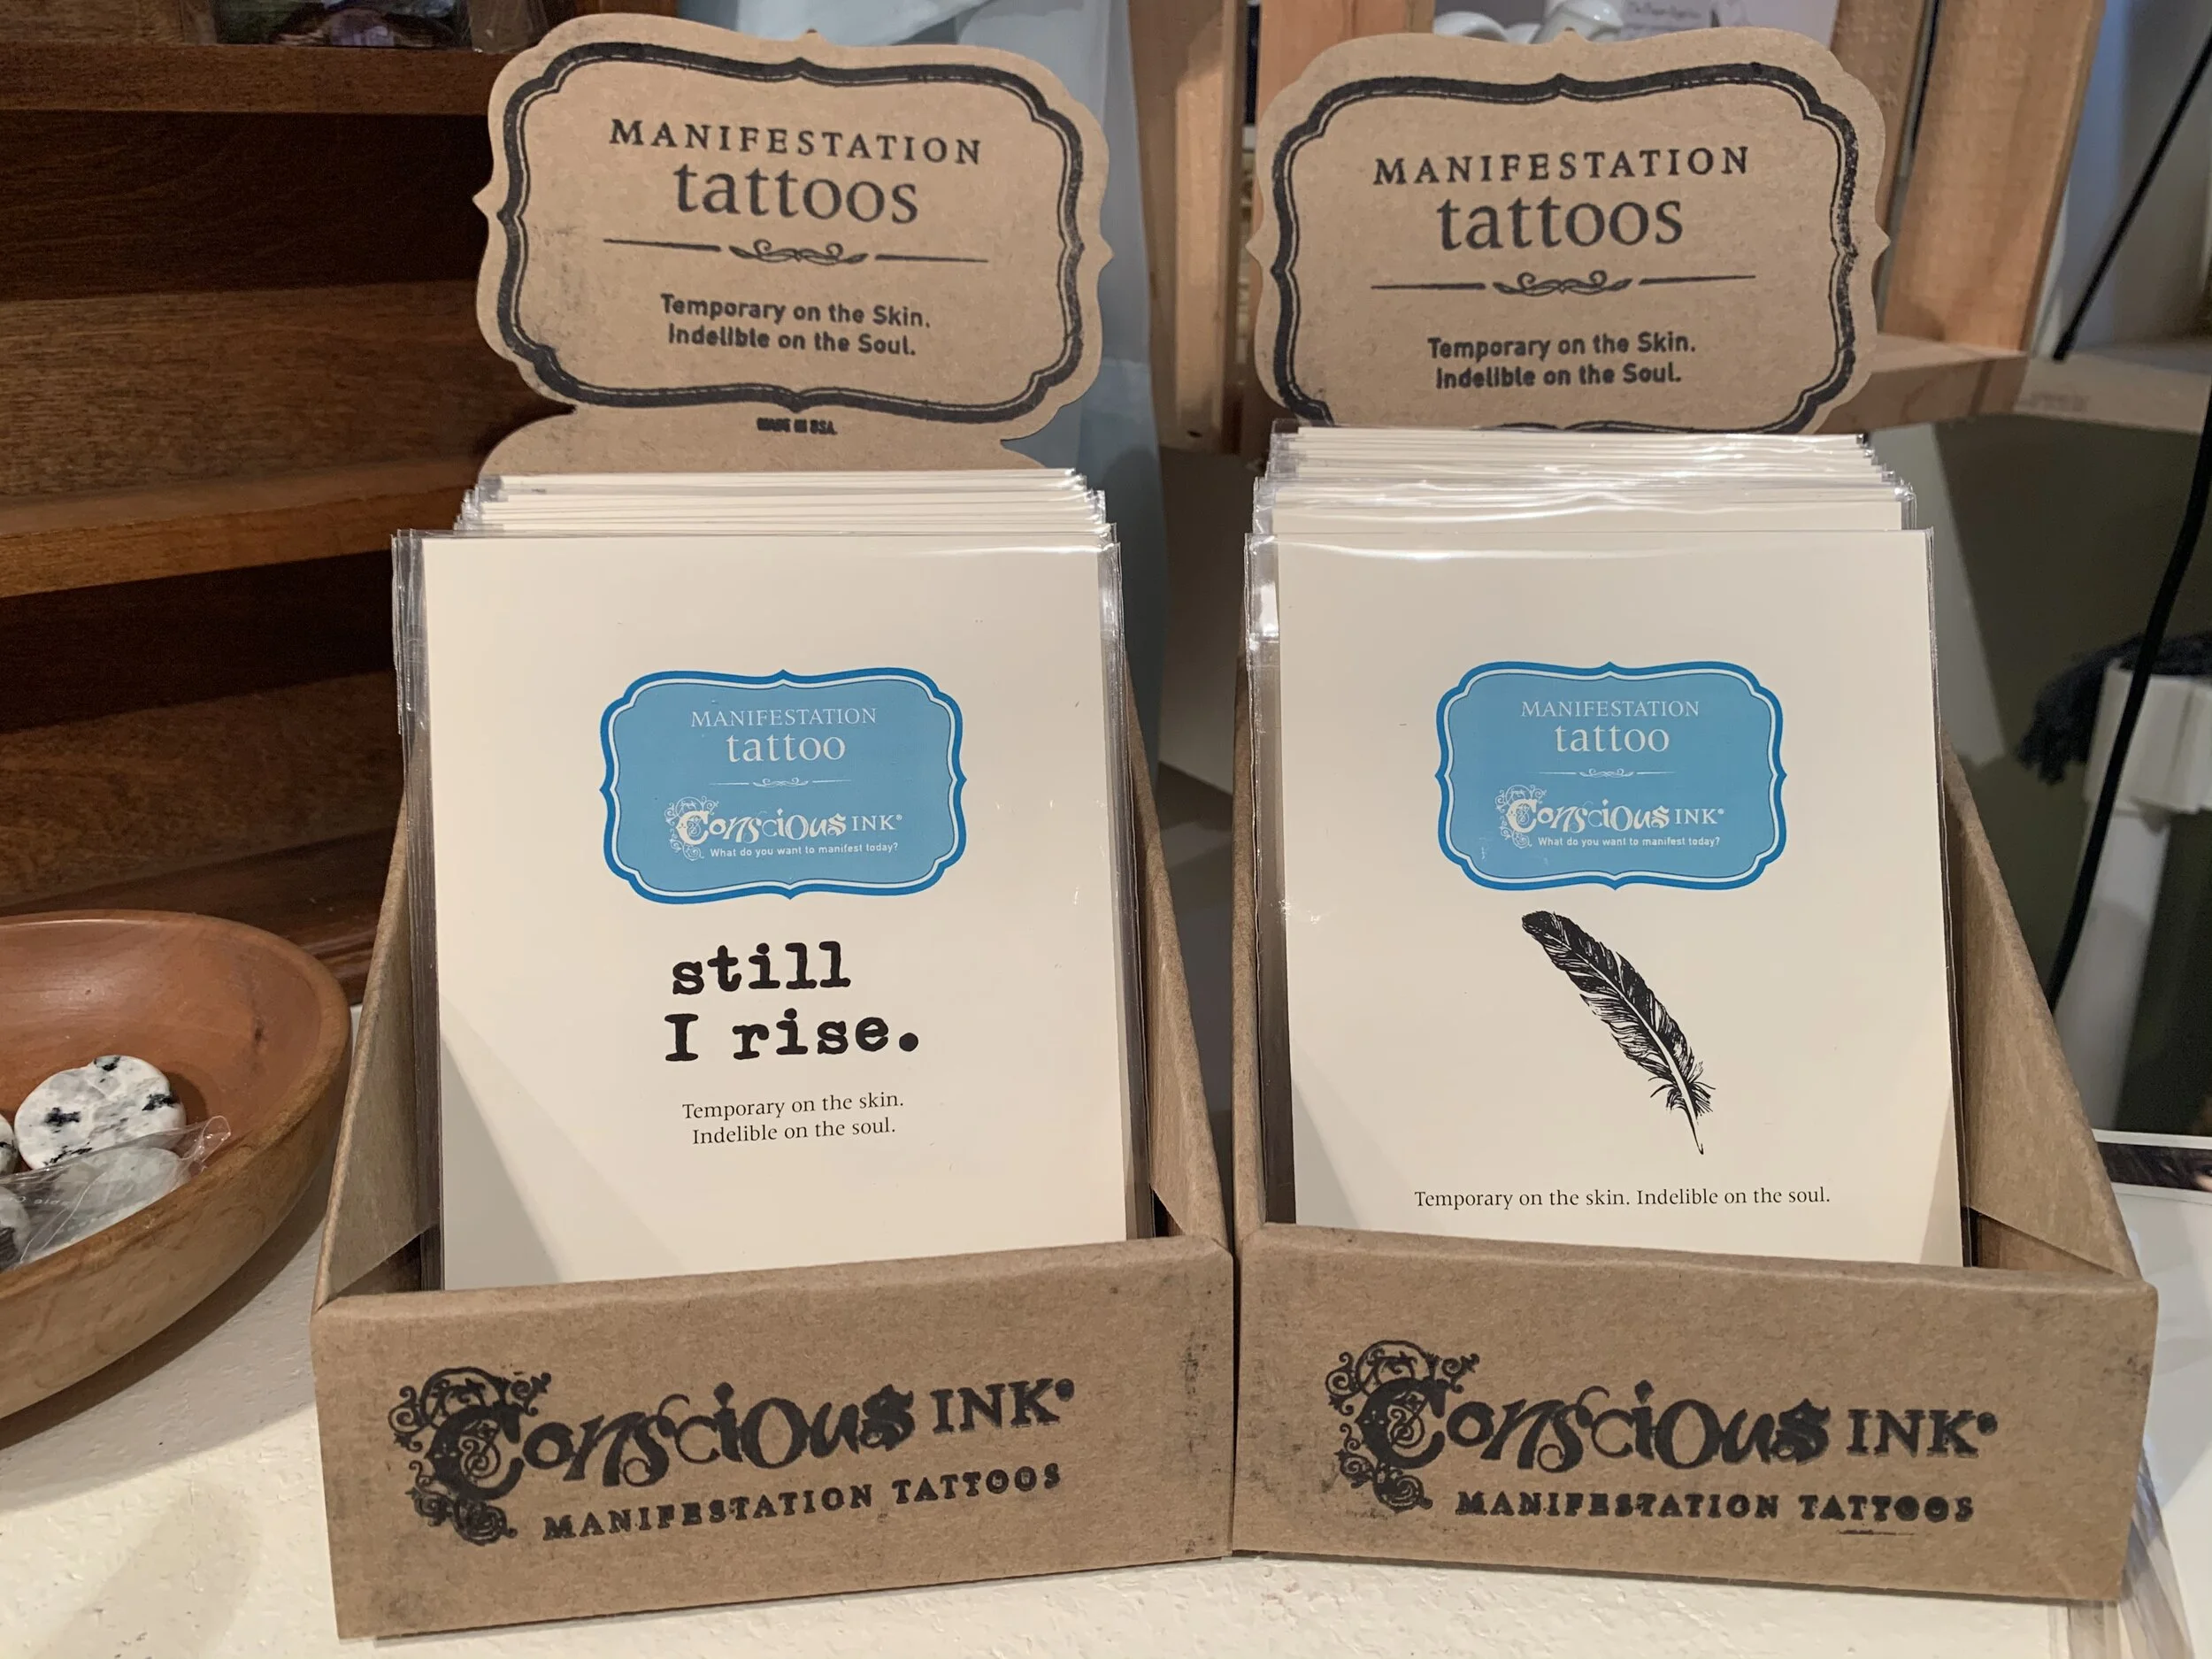 MANIFESTATION
tattoos
Temporary on the Skin.
Indelible on the Soul.
MADE IN USA
MANIFESTATION
tattoo
Conscious INK®
What do you want to manifest today?
still
I rise.
Temporary on the skin.
Indelible on the soul.
Conscious INK®
MANIFESTATION TATTOOS
MANIFESTATION
tattoos
Temporary on the Skin.
Indelible on the Soul.
MANIFESTATION
tattoo
Conscious INK®
What do you want to manifest today?
Temporary on the skin. Indelible on the soul.
Conscious INK®
MANIFESTATION TATTOOS